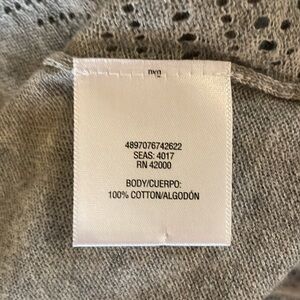 4897076742622
SEAS: 4017
RN 42000
BODY/CUERPO:
100% COTTON/ALGODÓN